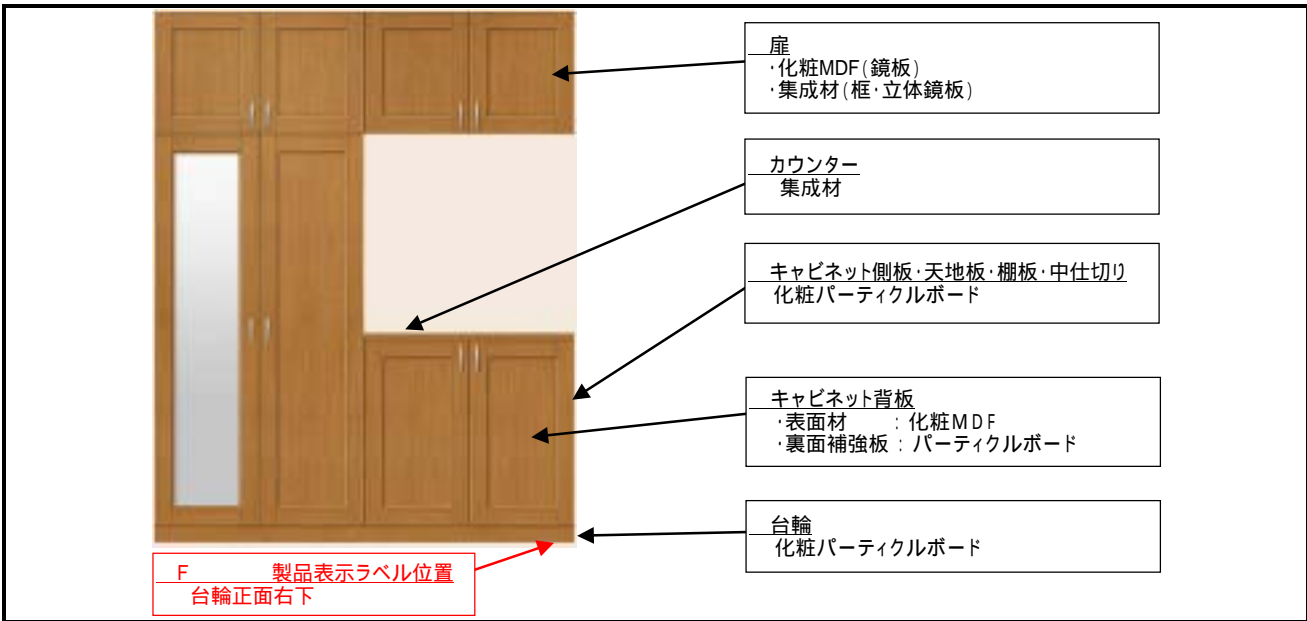 扉
・化粧MDF(鏡板)
・集成材(框・立体鏡板)
カウンター
集成材
キャビネット側板・天地板・棚板・中仕切り
化粧パーティクルボード
キャビネット背板
・表面材 : 化粧MDF
・裏面補強板 : パーティクルボード
台輪
化粧パーティクルボード
F 製品表示ラベル位置
台輪正面右下